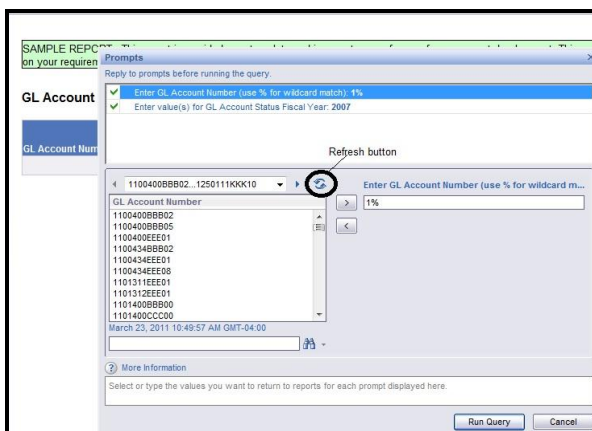 SAMPLE REPORT
on your requirem
Prompts
Reply to prompts before running the query.
Enter GL Account Number (use % for wildcard match): 1%
Enter value(s) for GL Account Status Fiscal Year: 2007
GL Account
GL Account Num
Refresh button
1100400BBB02...1250111KKK10
Enter GL Account Number (use % for wildcard m...
GL Account Number
> 1%
<
1100400BBB02
1100400BBB05
1100400EEE01
1100434BBB02
1100434EEE01
1100434EEE08
1101311EEE01
1101312EEE01
1101400BBB00
1101400CCC00
March 23, 2011 10:49:57 AM GMT-04:00
? More Information
Select or type the values you want to return to reports for each prompt displayed here.
Run Query Cancel